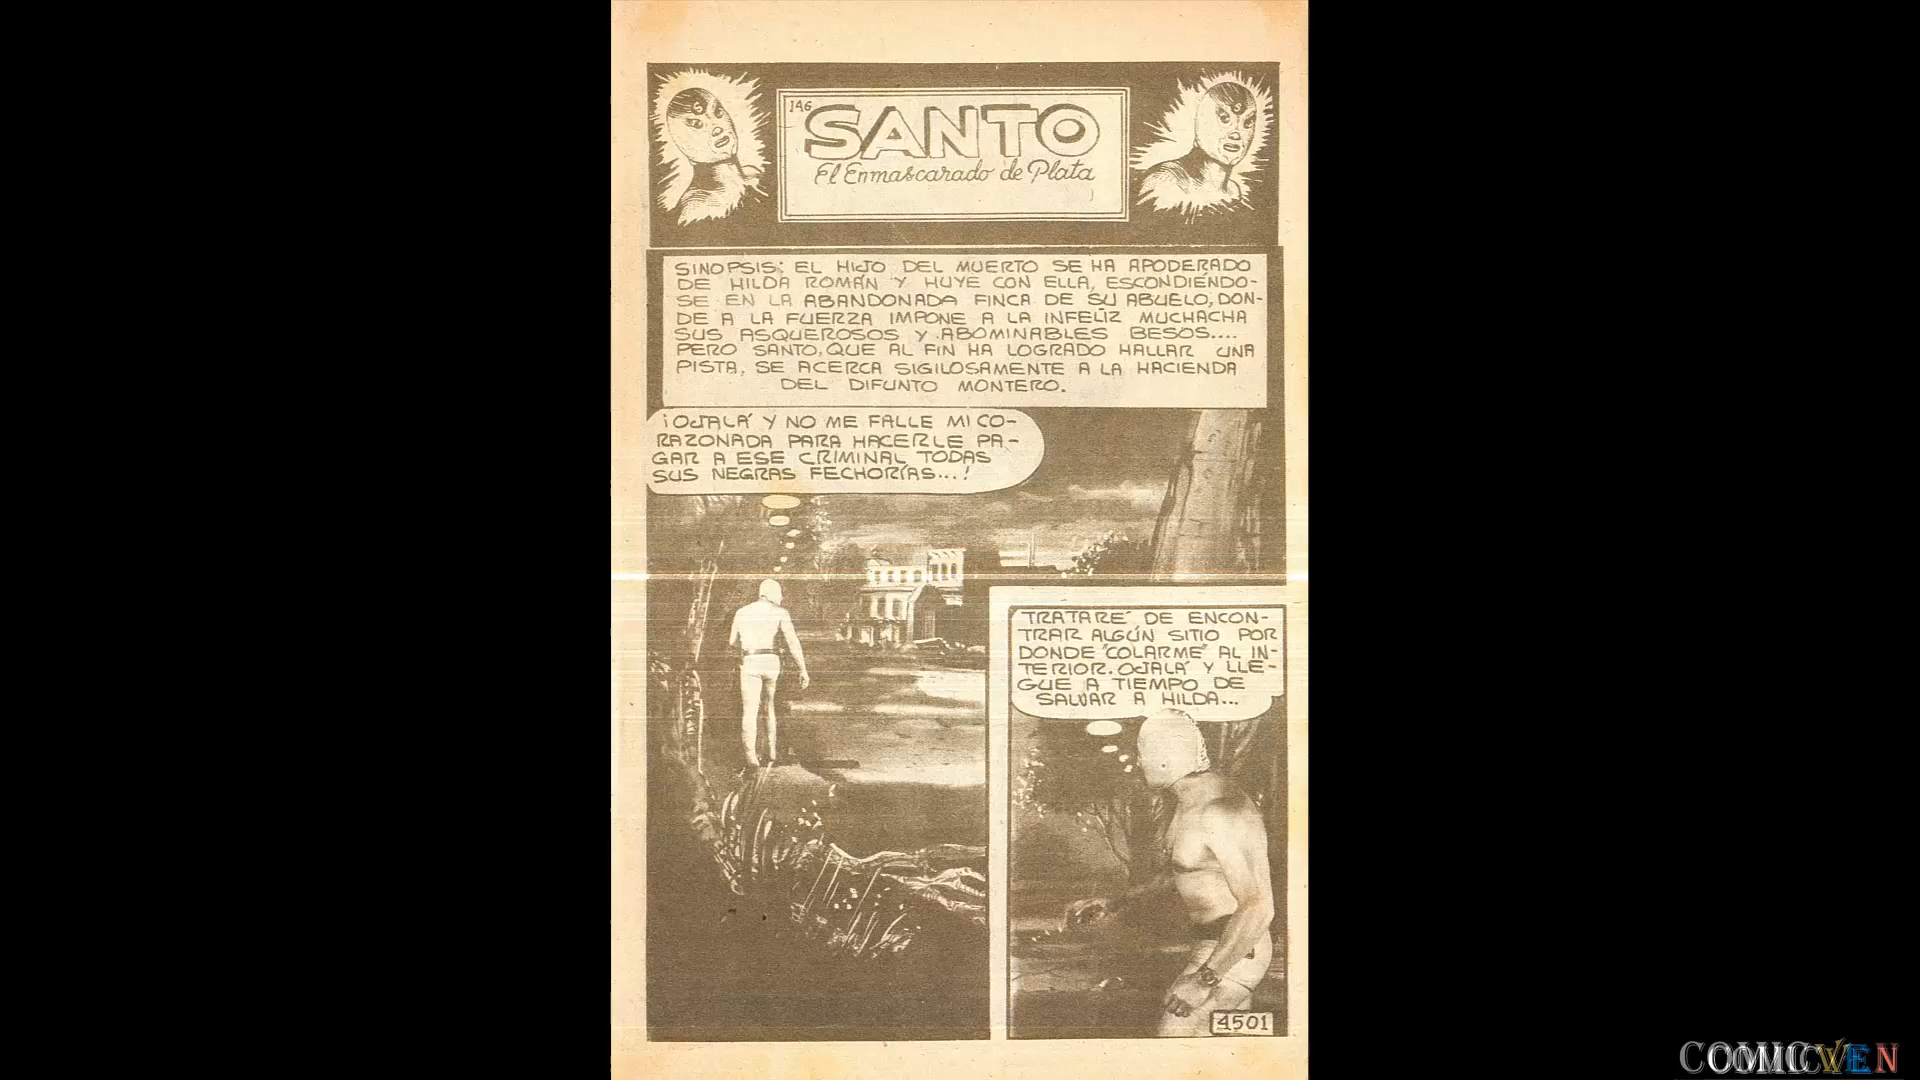 146
SANTO
El Enmascarado de Plata
SINOPSIS: EL HIJO DEL MUERTO SE HA APODERADO
DE HILDA ROMÁN Y HUYE CON ELLA, ESCONDIÉNDO-
SE EN LA ABANDONADA FINCA DE SU ABUELO, DON-
DE A LA FUERZA IMPONE A LA INFELIZ MUCHACHA
SUS ASQUEROSOS Y ABOMINABLES BESOS....
PERO SANTO, QUE AL FIN HA LOGRADO HALLAR UNA
PISTA, SE ACERCA SIGILOSAMENTE A LA HACIENDA
DEL DIFUNTO MONTERO.
¡OJALÁ Y NO ME FALLE MI CO-
RAZONADA PARA HACERLE PA-
GAR A ESE CRIMINAL TODAS
SUS NEGRAS FECHORÍAS...!
TRATARÉ DE ENCON-
TRAR ALGÚN SITIO POR
DONDE "COLARME" AL IN-
TERIOR. OJALÁ Y LLE-
GUE A TIEMPO DE
SALVAR A HILDA...
4501